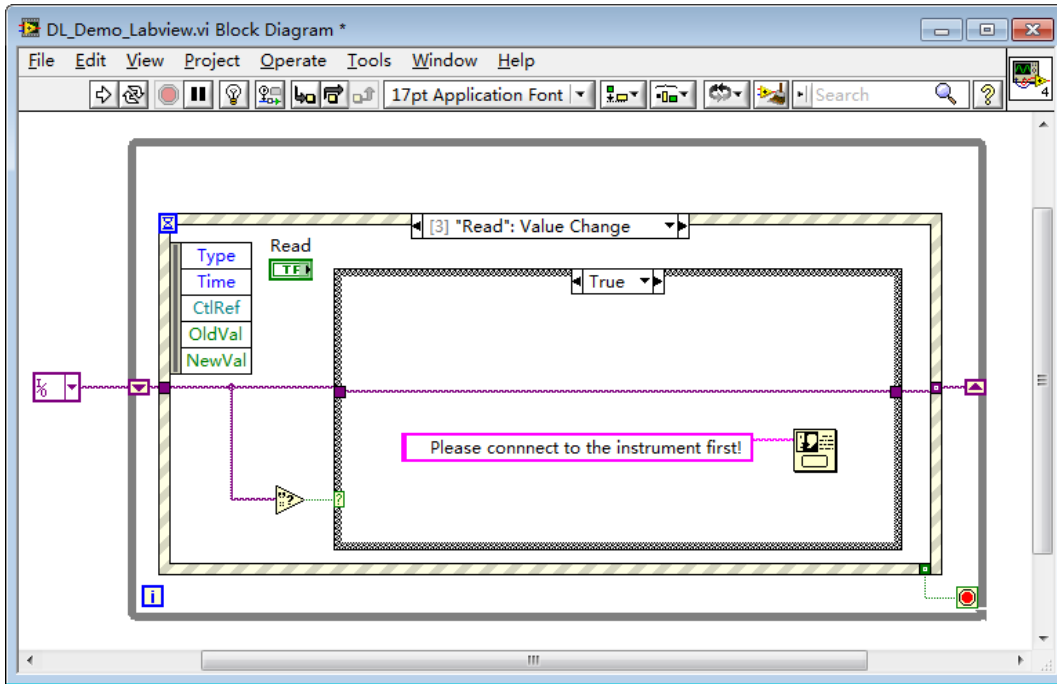 DL_Demo_Labview.vi Block Diagram *
File Edit View Project Operate Tools Window Help
17pt Application Font Search
4
[3] "Read": Value Change
Type
Time
CtlRef
OldVal
NewVal
Read
TF
True
I/O
Please connnect to the instrument first!
?
?
i